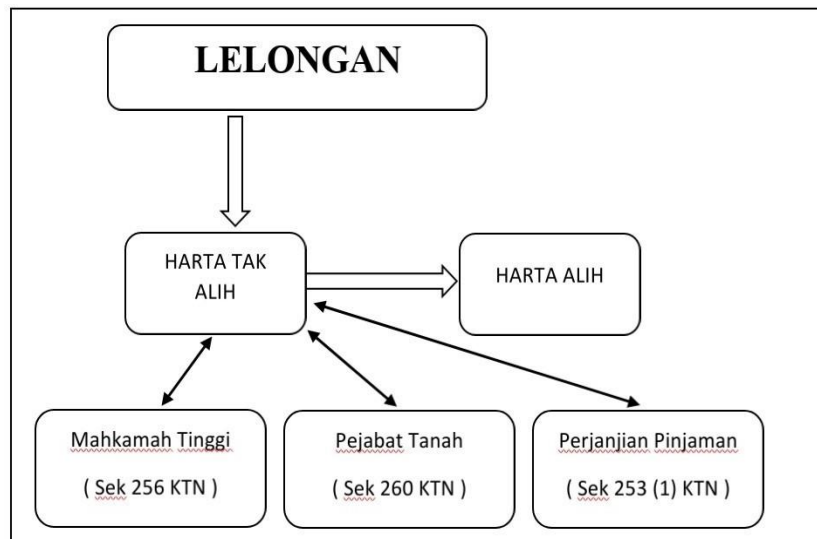 LELONGAN
HARTA TAK
ALIH
HARTA ALIH
Mahkamah Tinggi
( Sek 256 KTN )
Pejabat Tanah
( Sek 260 KTN )
Perjanjian Pinjaman
( Sek 253 (1) KTN )